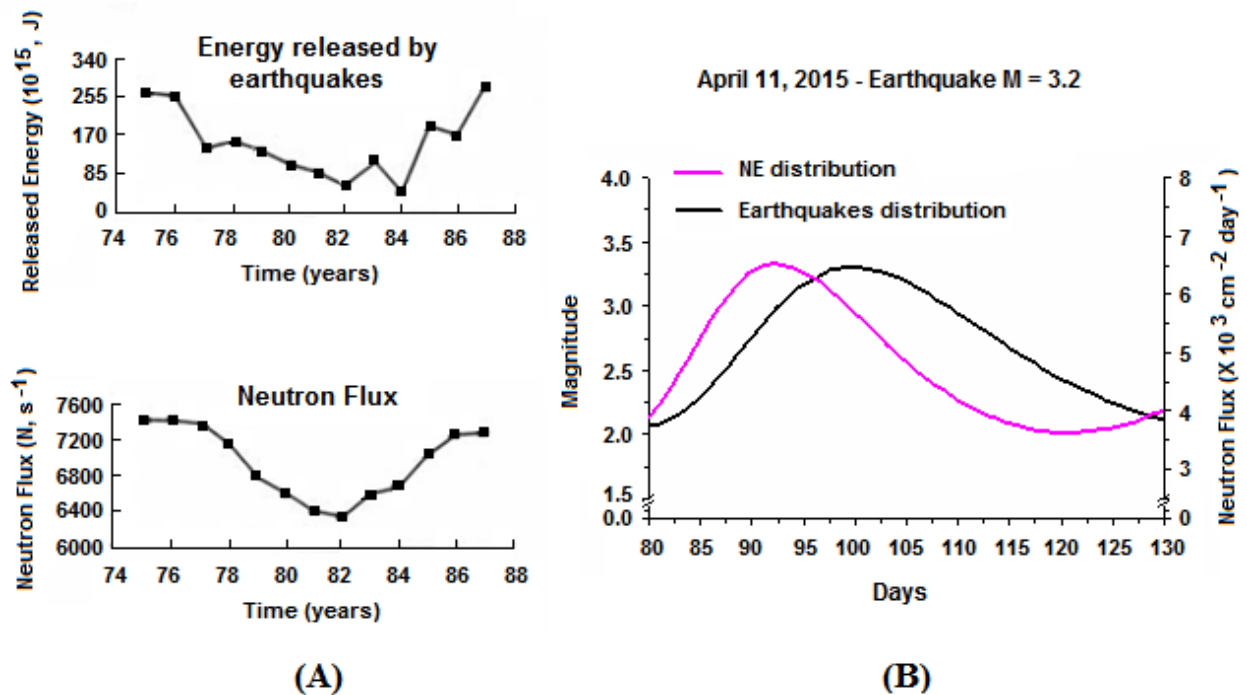 Energy released by
earthquakes
Released Energy (10¹⁵, J)
340
255
170
85
0
74 76 78 80 82 84 86 88
Time (years)
Neutron Flux
Neutron Flux (N, s⁻¹)
7600
7200
6800
6400
6000
74 76 78 80 82 84 86 88
Time (years)
(A)
April 11, 2015 - Earthquake M = 3.2
NE distribution
Earthquakes distribution
Magnitude
4.0
3.5
3.0
2.5
2.0
1.5
0.0
80 85 90 95 100 105 110 115 120 125 130
Days
8
7
6
5
4
3
0
Neutron Flux (X 10³ cm⁻² day⁻¹)
(B)